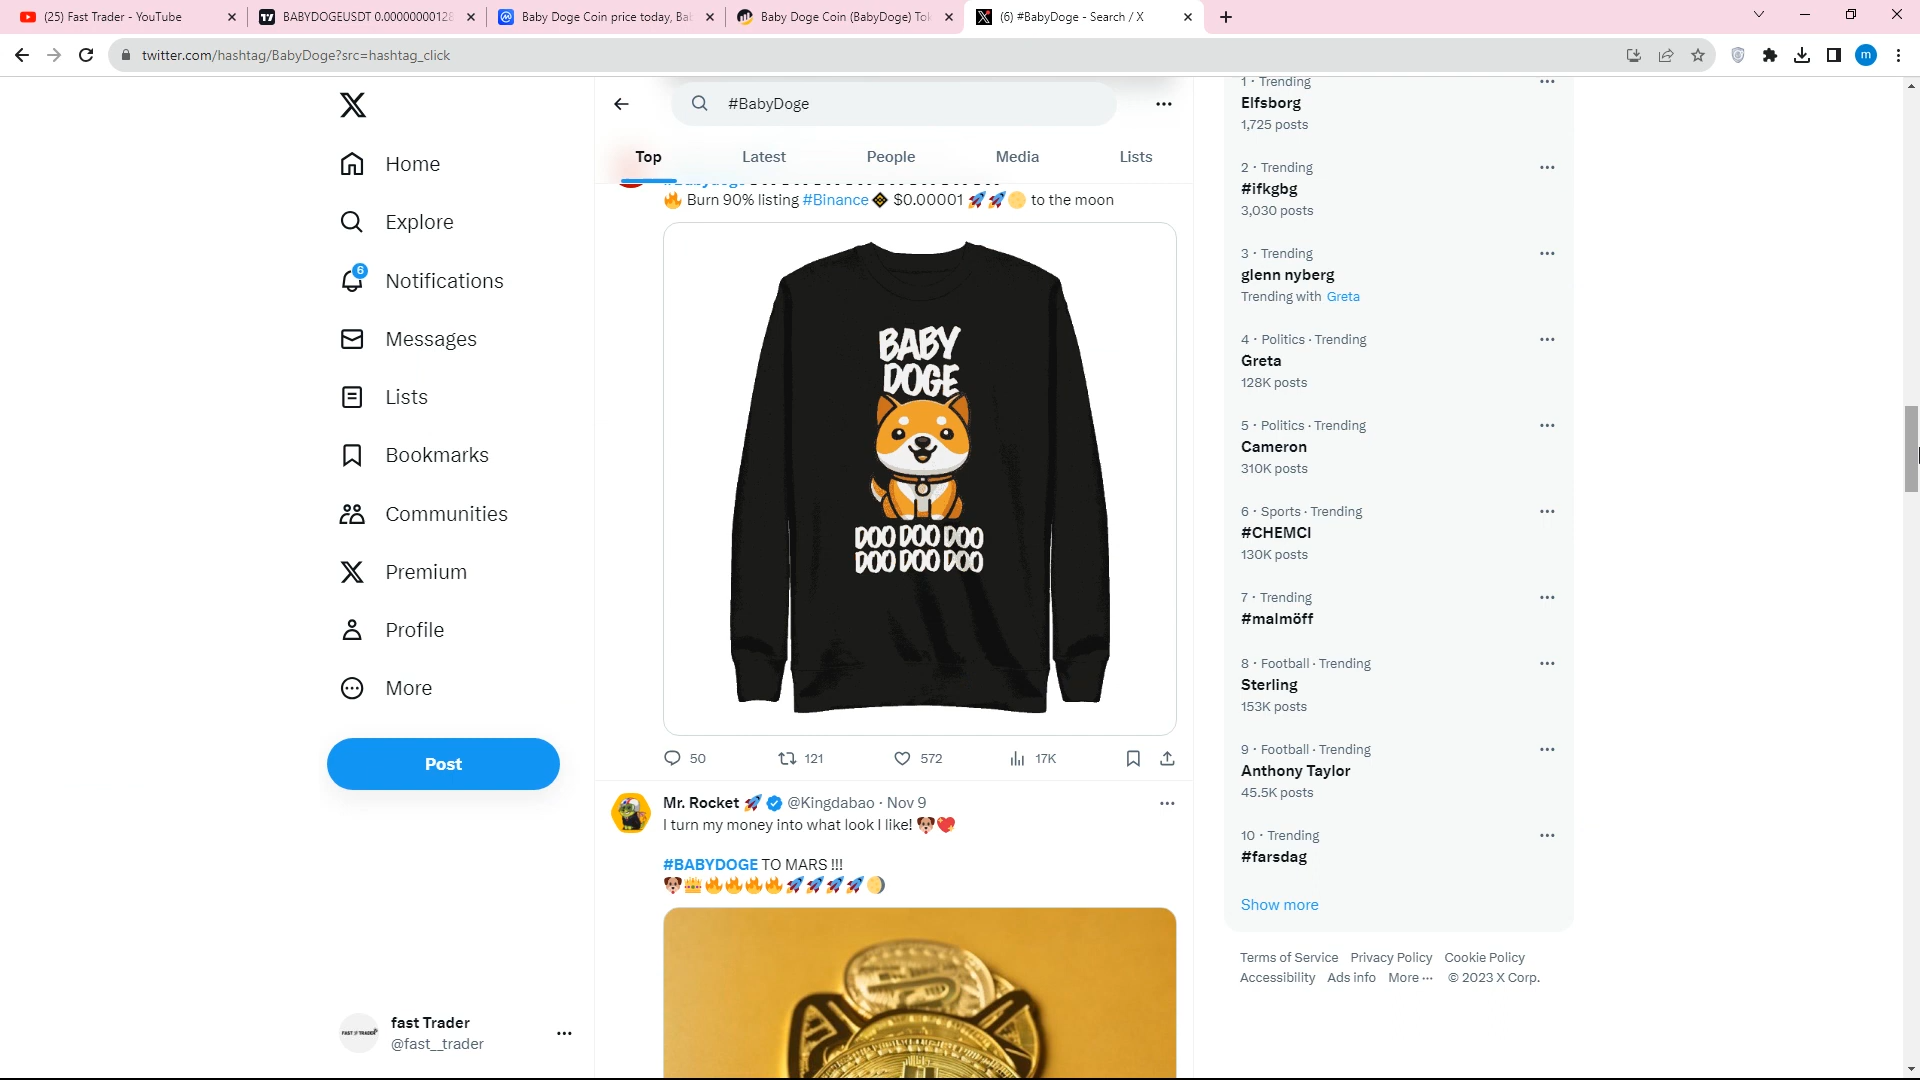 (25) Fast Trader - YouTube
BABYDOGEUSDT 0.0000000012
Baby Doge Coin price today, Ba
Baby Doge Coin (BabyDoge) To
(6) #BabyDoge - Search / X
twitter.com/hashtag/BabyDoge?src=hashtag_click
m
#BabyDoge
Top
Latest
People
Media
Lists
Home
Explore
6
Notifications
Messages
Lists
Bookmarks
Communities
Premium
Profile
More
Post
fast Trader
@fast__trader
🔥 Burn 90% listing #Binance $0.00001 🚀🚀🌕 to the moon
BABY
DOGE
DOO DOO DOO
DOO DOO DOO
50
121
572
17K
Mr. Rocket 🚀 @Kingdabao · Nov 9
I turn my money into what look I like! 🐶💖
#BABYDOGE TO MARS !!!
🐶👑🔥🔥🔥🔥🚀🚀🚀🚀🌖
1 · Trending
Elfsborg
1,725 posts
2 · Trending
#ifkgbg
3,030 posts
3 · Trending
glenn nyberg
Trending with Greta
4 · Politics · Trending
Greta
128K posts
5 · Politics · Trending
Cameron
310K posts
6 · Sports · Trending
#CHEMCI
130K posts
7 · Trending
#malmöff
8 · Football · Trending
Sterling
153K posts
9 · Football · Trending
Anthony Taylor
45.5K posts
10 · Trending
#farsdag
Show more
Terms of Service Privacy Policy Cookie Policy
Accessibility Ads info More ··· © 2023 X Corp.